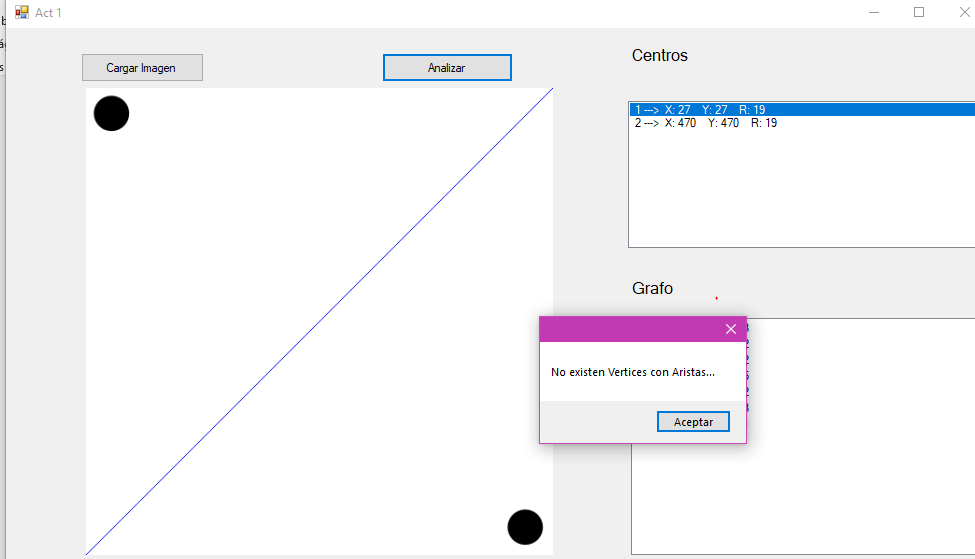 Act 1
Cargar Imagen
Analizar
Centros
1 ---> X: 27 Y: 27 R: 19
2 ---> X: 470 Y: 470 R: 19
Grafo
No existen Vertices con Aristas...
Aceptar